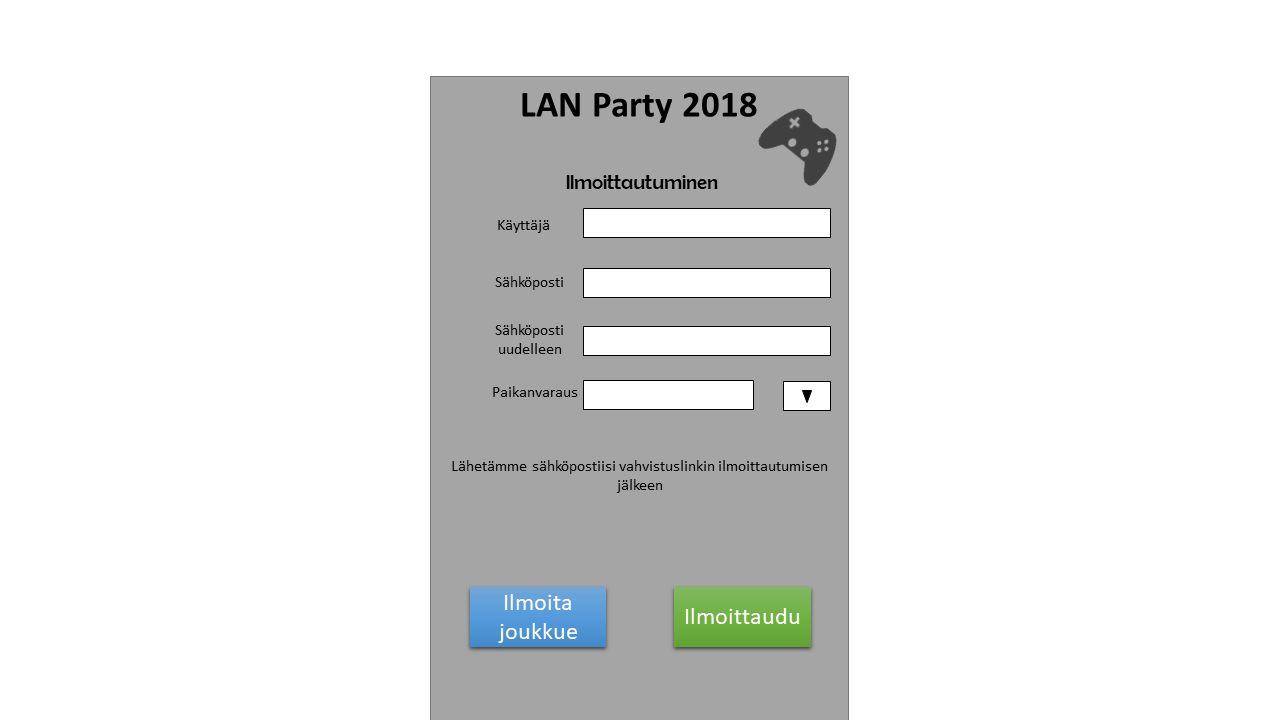 LAN Party 2018
Ilmoittautuminen
Käyttäjä
Sähköposti
Sähköposti
uudelleen
Paikanvaraus
Lähetämme sähköpostiisi vahvistuslinkin ilmoittautumisen
jälkeen
Ilmoita
joukkue
Ilmoittaudu